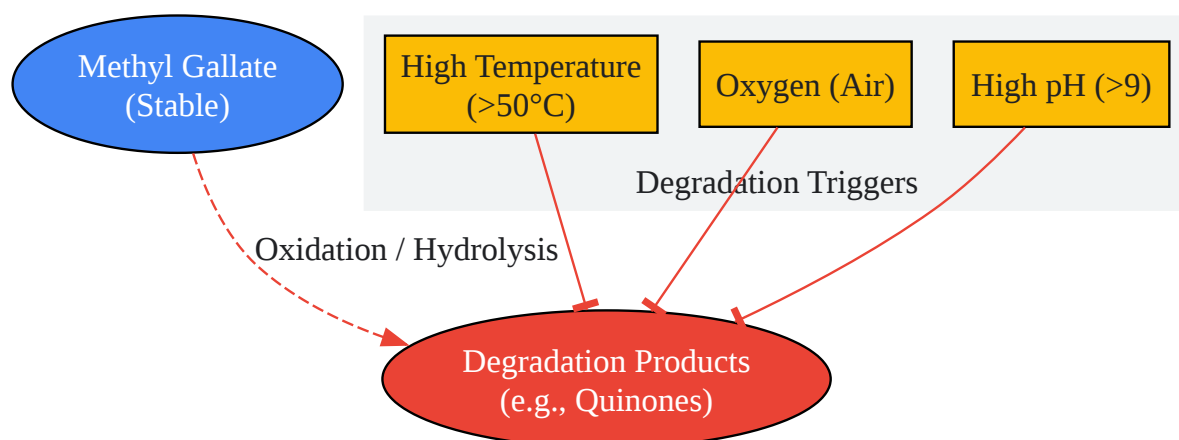 Methyl Gallate
(Stable)
High Temperature
(>50°C)
Oxygen (Air)
High pH (>9)
Degradation Triggers
Oxidation / Hydrolysis
Degradation Products
(e.g., Quinones)